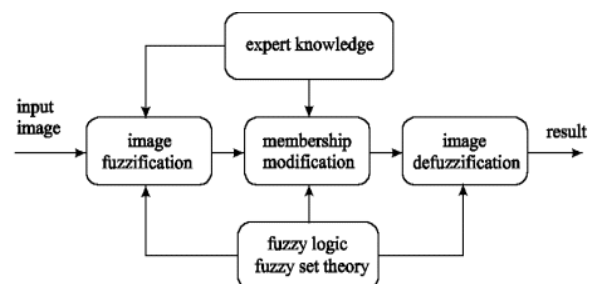 expert knowledge
input
image
image
fuzzification
membership
modification
image
defuzzification
result
fuzzy logic
fuzzy set theory